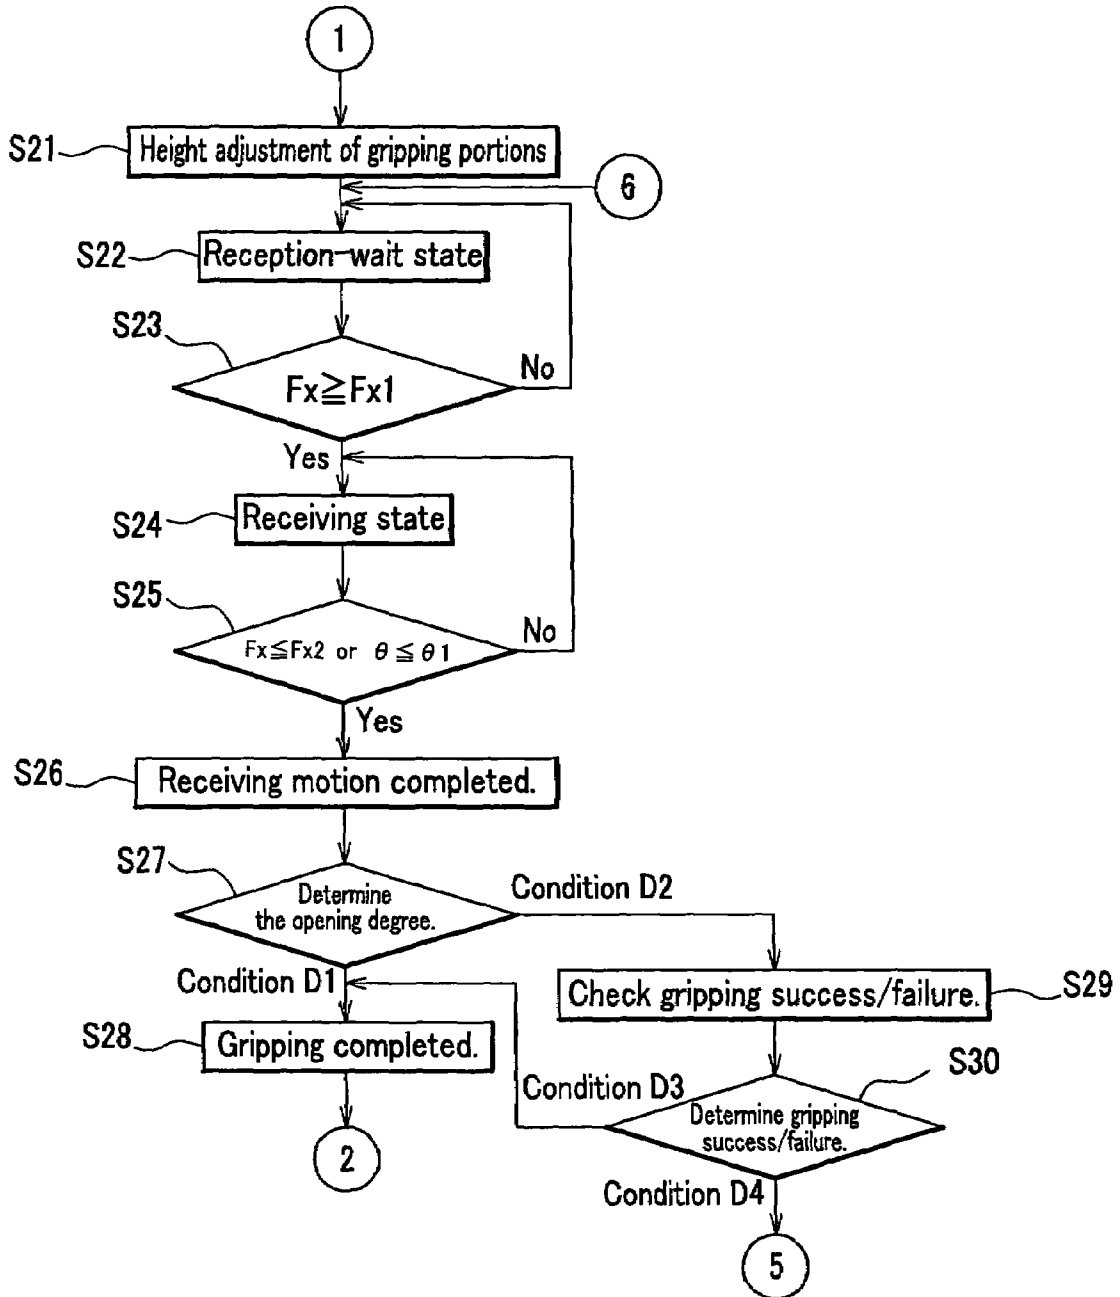 1
S21
Height adjustment of gripping portions
6
S22
Reception-wait state
S23
Fx≧Fx1
No
Yes
S24
Receiving state
S25
Fx≦Fx2 or θ≦θ1
No
Yes
S26
Receiving motion completed.
S27
Determine
the opening degree.
Condition D2
Condition D1
Check gripping success/failure.
S29
S28
Gripping completed.
S30
Condition D3
Determine gripping
success/failure.
2
Condition D4
5